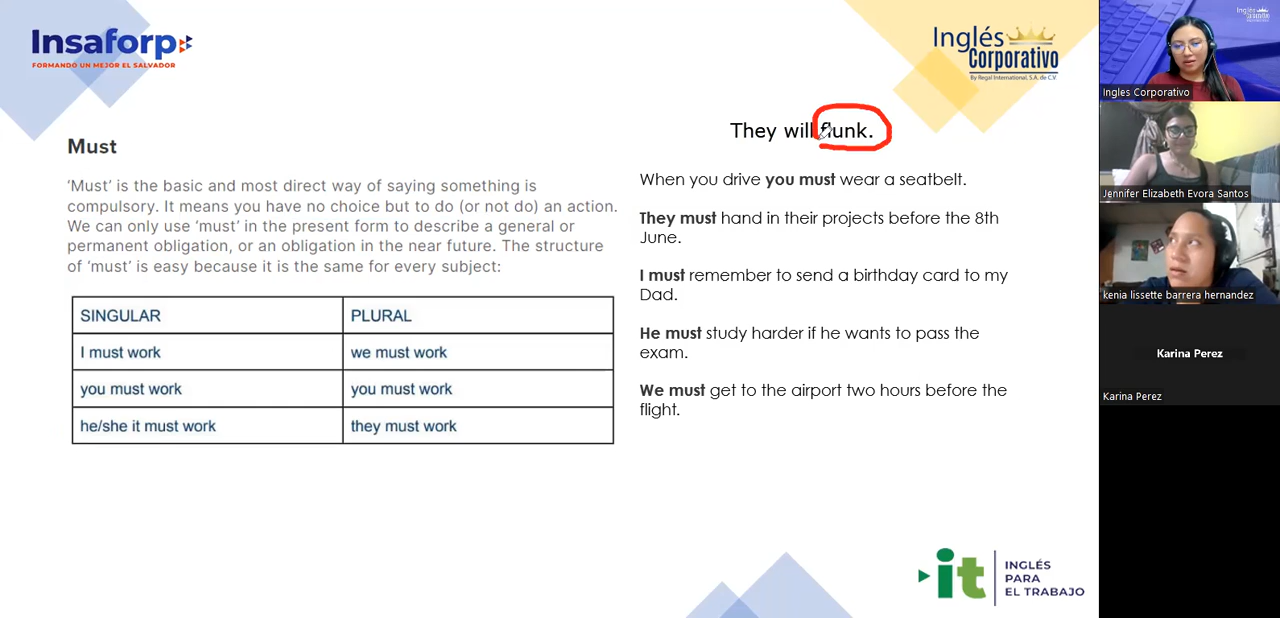 Insaforp
FORMANDO UN MEJOR EL SALVADOR
Inglés
Corporativo
By Regal International, S.A. de C.V.
Must
'Must' is the basic and most direct way of saying something is
compulsory. It means you have no choice but to do (or not do) an action.
We can only use 'must' in the present form to describe a general or
permanent obligation, or an obligation in the near future. The structure
of 'must' is easy because it is the same for every subject:
SINGULAR PLURAL
I must work we must work
you must work you must work
he/she it must work they must work
They will flunk.
When you drive you must wear a seatbelt.
They must hand in their projects before the 8th
June.
I must remember to send a birthday card to my
Dad.
He must study harder if he wants to pass the
exam.
We must get to the airport two hours before the
flight.
it
INGLÉS
PARA
EL TRABAJO
Inglés
Corporativo
Ingles Corporativo
Jennifer Elizabeth Evora Santos
kenia lissette barrera hernandez
Karina Perez
Karina Perez